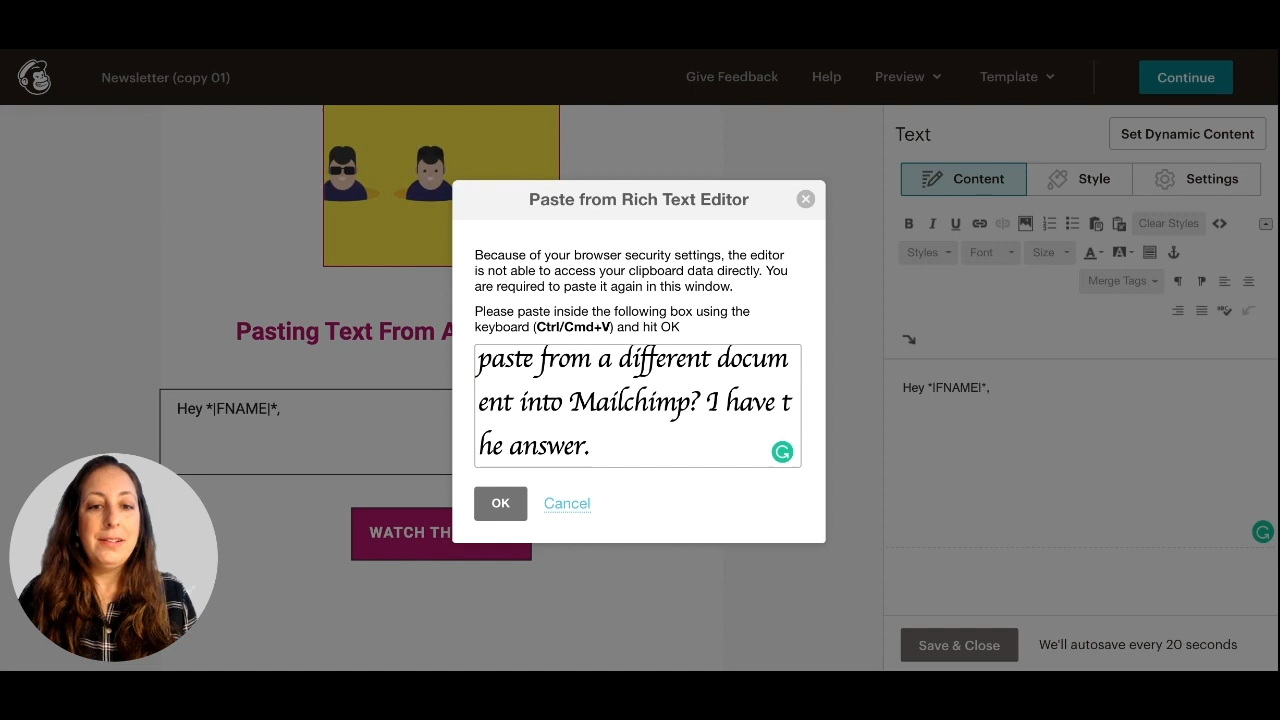 Newsletter (copy 01)
Give Feedback
Help
Preview
Template
Continue
Text
Set Dynamic Content
Content
Style
Settings
B I U
Clear Styles
Styles
Font
Size
A
A
Merge Tags
Paste from Rich Text Editor
Because of your browser security settings, the editor
is not able to access your clipboard data directly. You
are required to paste it again in this window.
Please paste inside the following box using the
keyboard (Ctrl/Cmd+V) and hit OK
paste from a different docum
ent into Mailchimp? I have t
he answer.
OK
Cancel
Pasting Text From A
Hey *|FNAME|*,
WATCH TH
Hey *|FNAME|*,
Save & Close
We'll autosave every 20 seconds